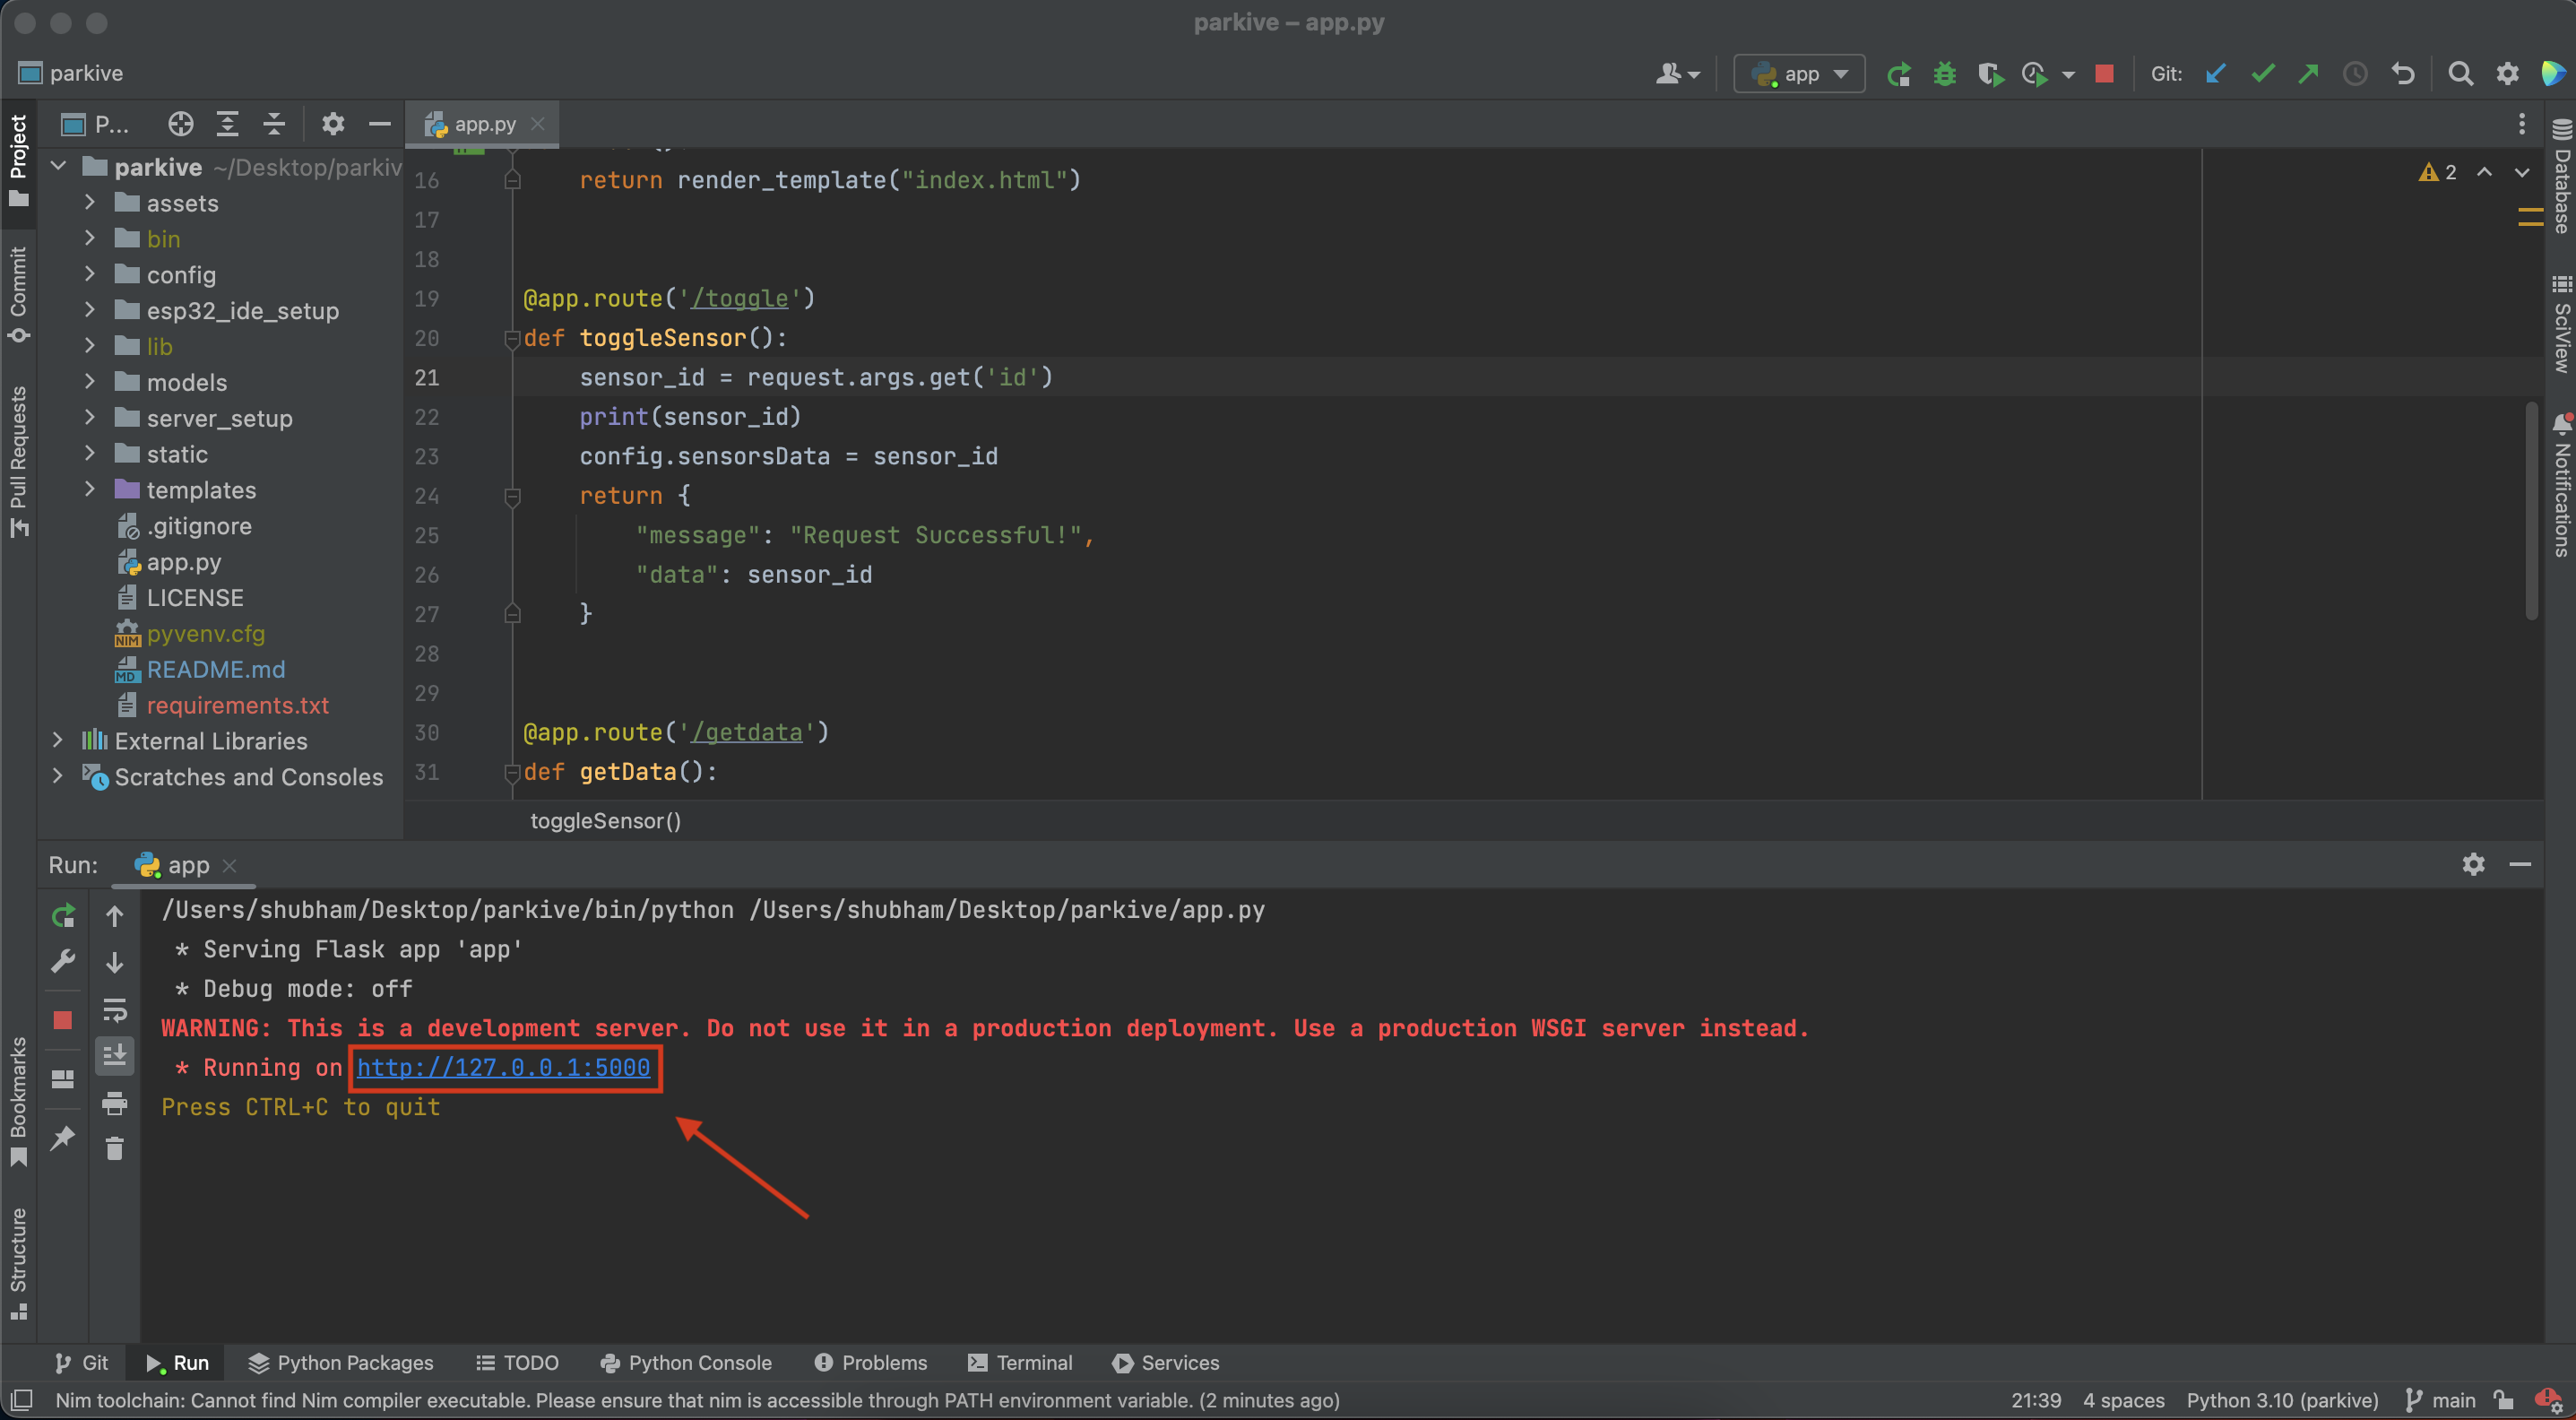 parkive – app.py
parkive
app
Git:
P...
app.py
Project
Commit
Pull Requests
Bookmarks
Structure
parkive ~/Desktop/parkiv
assets
bin
config
esp32_ide_setup
lib
models
server_setup
static
templates
.gitignore
app.py
LICENSE
NIM pyvenv.cfg
MD README.md
requirements.txt
External Libraries
Scratches and Consoles
16 return render_template("index.html")
17
18
19 @app.route('/toggle')
20 def toggleSensor():
21 sensor_id = request.args.get('id')
22 print(sensor_id)
23 config.sensorsData = sensor_id
24 return {
25 "message": "Request Successful!",
26 "data": sensor_id
27 }
28
29
30 @app.route('/getdata')
31 def getData():
2
toggleSensor()
Database
SciView
Notifications
Run: app
/Users/shubham/Desktop/parkive/bin/python /Users/shubham/Desktop/parkive/app.py
* Serving Flask app 'app'
* Debug mode: off
WARNING: This is a development server. Do not use it in a production deployment. Use a production WSGI server instead.
* Running on http://127.0.0.1:5000
Press CTRL+C to quit
Git Run Python Packages TODO Python Console Problems Terminal Services
Nim toolchain: Cannot find Nim compiler executable. Please ensure that nim is accessible through PATH environment variable. (2 minutes ago) 21:39 4 spaces Python 3.10 (parkive) main